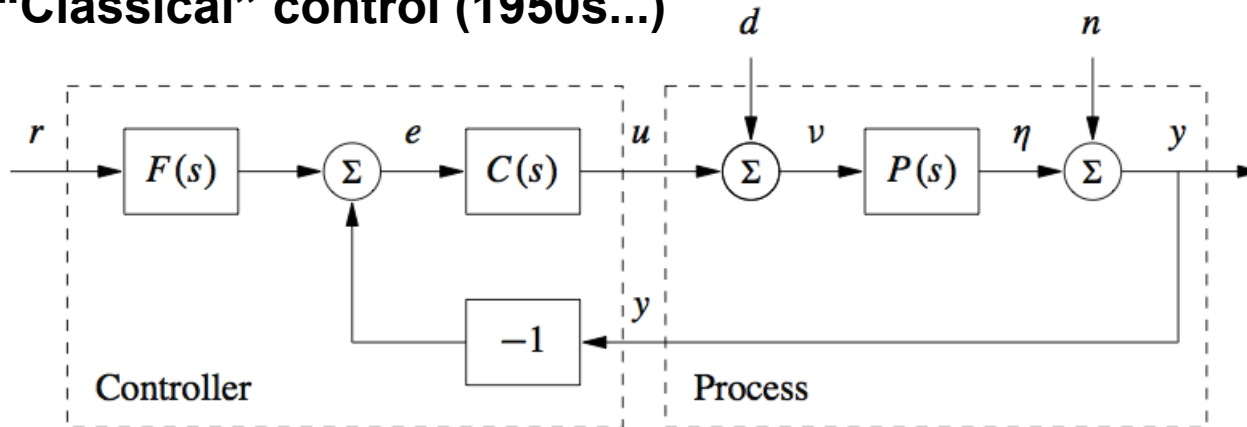 “Classical” control (1950s...)
d n
r F(s) Σ e C(s) u Σ ν P(s) η Σ y
−1 y
Controller Process